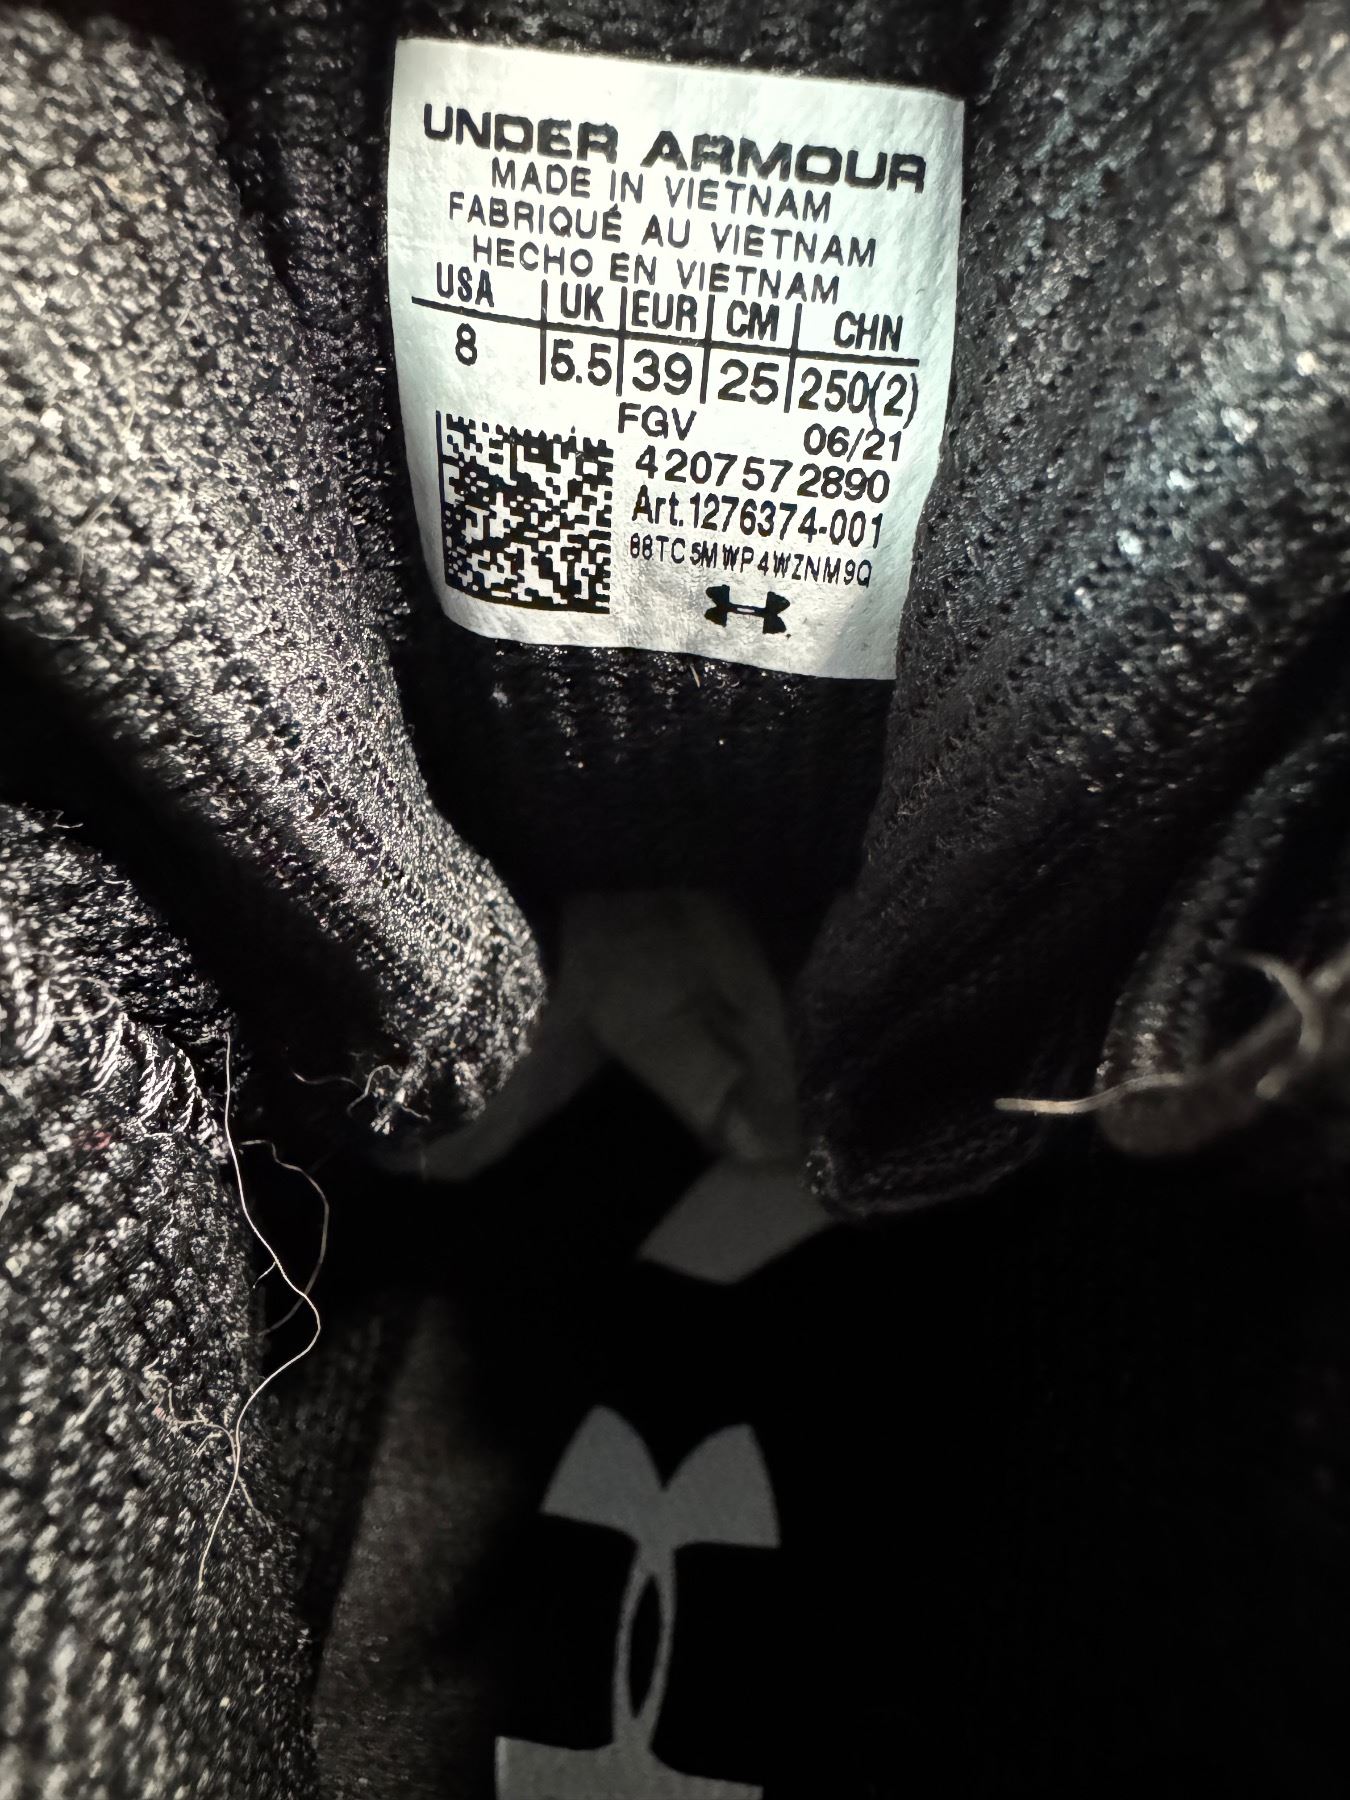 UNDER ARMOUR
MADE IN VIETNAM
FABRIQUÉ AU VIETNAM
HECHO EN VIETNAM
USA UK EUR CM CHN
8 5.5 39 25 250(2)
FGV 06/21
4207572890
Art.1276374-001
88TC5MWP4WZNM9Q